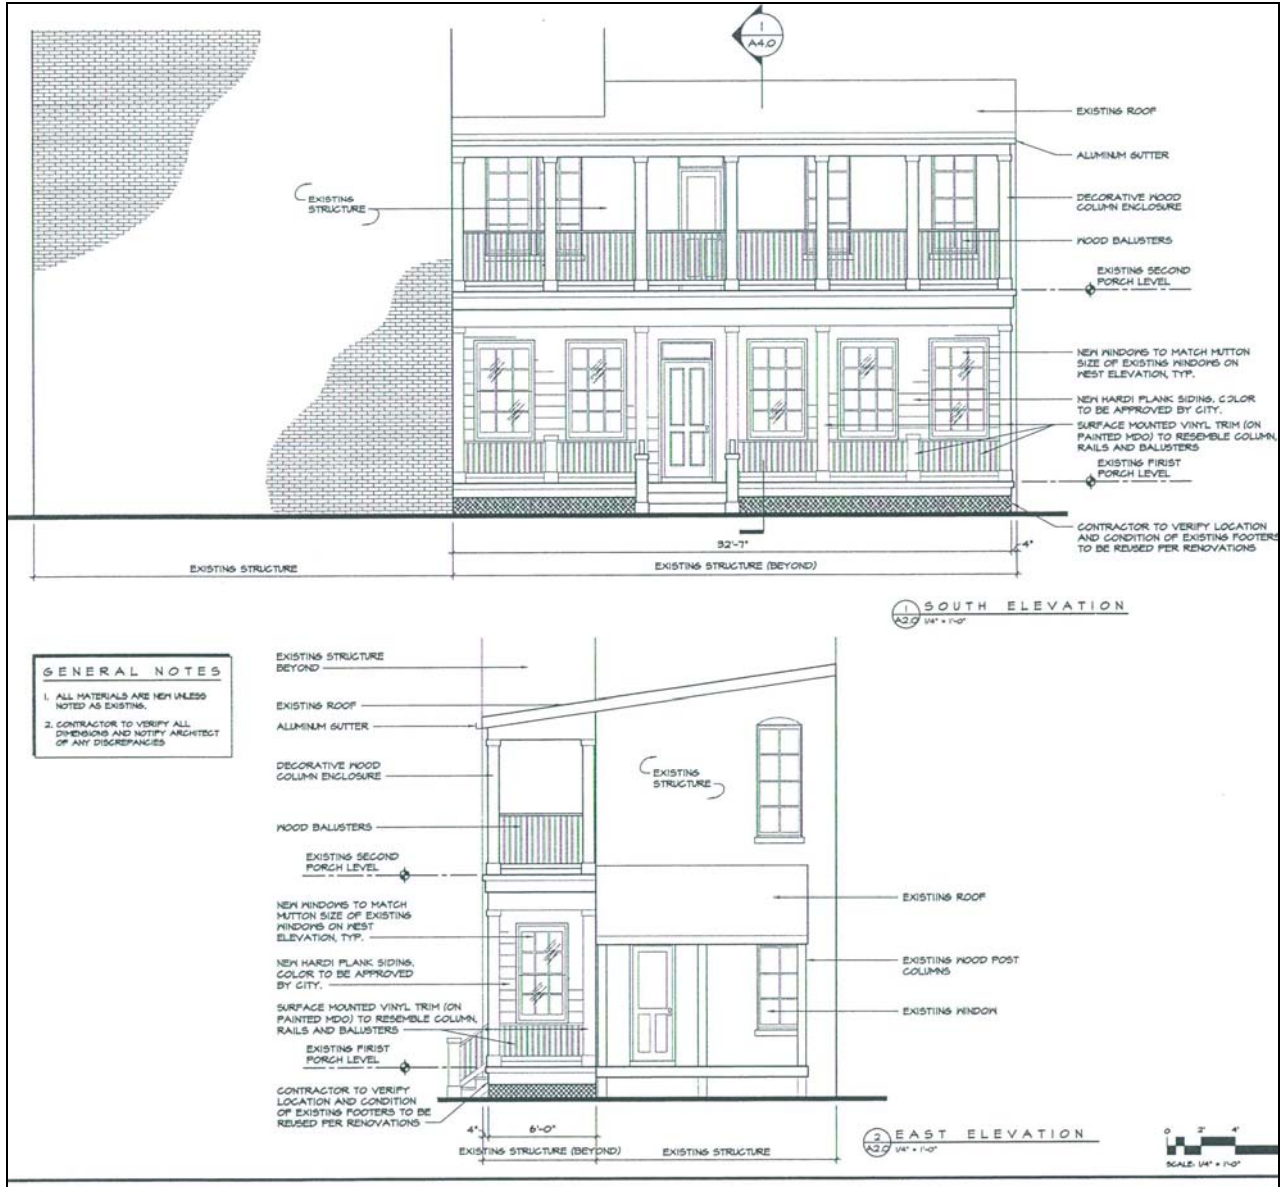 1
A4.0
EXISTING ROOF
ALUMINUM GUTTER
EXISTING
STRUCTURE
DECORATIVE WOOD
COLUMN ENCLOSURE
WOOD BALUSTERS
EXISTING SECOND
PORCH LEVEL
NEW WINDOWS TO MATCH MUTTON
SIZE OF EXISTING WINDOWS ON
WEST ELEVATION, TYP.
NEW HARDI PLANK SIDING, COLOR
TO BE APPROVED BY CITY.
SURFACE MOUNTED VINYL TRIM (ON
PAINTED MDO) TO RESEMBLE COLUMN,
RAILS AND BALUSTERS
EXISTING FIRIST
PORCH LEVEL
CONTRACTOR TO VERIFY LOCATION
AND CONDITION OF EXISTING FOOTERS
TO BE REUSED PER RENOVATIONS
32'-7"
4"
EXISTING STRUCTURE
EXISTING STRUCTURE (BEYOND)
1
A2.0
SOUTH ELEVATION
1/4" = 1'-0"
GENERAL NOTES
1. ALL MATERIALS ARE NEW UNLESS
NOTED AS EXISTING.
2. CONTRACTOR TO VERIFY ALL
DIMENSIONS AND NOTIFY ARCHITECT
OF ANY DISCREPANCIES
EXISTING STRUCTURE
BEYOND
EXISTING ROOF
ALUMINUM GUTTER
DECORATIVE WOOD
COLUMN ENCLOSURE
EXISTING
STRUCTURE
WOOD BALUSTERS
EXISTING SECOND
PORCH LEVEL
NEW WINDOWS TO MATCH
MUTTON SIZE OF EXISTING
WINDOWS ON WEST
ELEVATION, TYP.
NEW HARDI PLANK SIDING,
COLOR TO BE APPROVED
BY CITY.
SURFACE MOUNTED VINYL TRIM (ON
PAINTED MDO) TO RESEMBLE COLUMN,
RAILS AND BALUSTERS
EXISTING FIRIST
PORCH LEVEL
CONTRACTOR TO VERIFY
LOCATION AND CONDITION
OF EXISTING FOOTERS TO BE
REUSED PER RENOVATIONS
EXISTING ROOF
EXISTING WOOD POST
COLUMNS
EXISTING WINDOW
4"
6'-0"
EXISTING STRUCTURE (BEYOND)
EXISTING STRUCTURE
2
A2.0
EAST ELEVATION
1/4" = 1'-0"
0 2' 4'
SCALE: 1/4" = 1'-0"